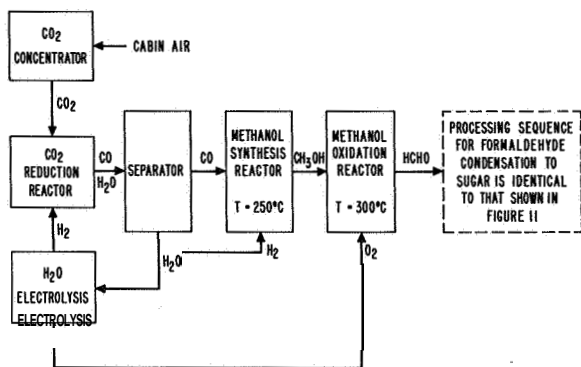 CO2
CONCENTRATOR
CABIN AIR
CO2
CO2
REDUCTION
REACTOR
CO
H2O
SEPARATOR
CO
METHANOL
SYNTHESIS
REACTOR
T = 250°C
CH3OH
METHANOL
OXIDATION
REACTOR
T = 300°C
HCHO
PROCESSING SEQUENCE
FOR FORMALDEHYDE
CONDENSATION TO
SUGAR IS IDENTICAL
TO THAT SHOWN IN
FIGURE 11
H2
H2O
H2
O2
H2O
ELECTROLYSIS
ELECTROLYSIS